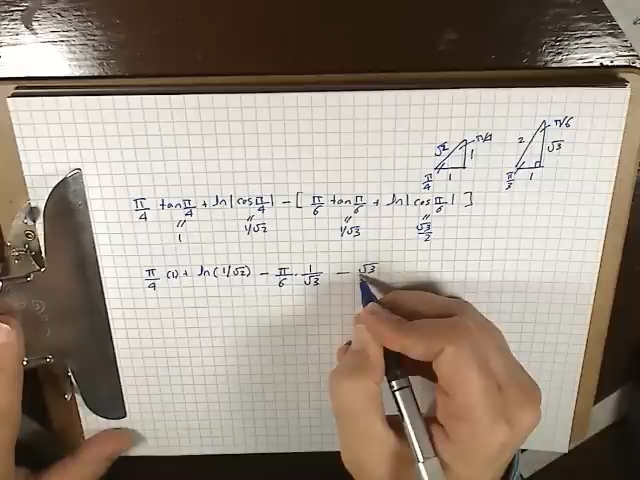 √2 π/4 1 π/4 1
2 π/6 √3 π/3 1
π/4 tan π/4 + ln|cos π/4| − [ π/6 tan π/6 + ln|cos π/6| ]
" " " "
1 1/√2 1/√3 √3/2
π/4 (1) + ln(1/√2) − π/6 · 1/√3 − √3